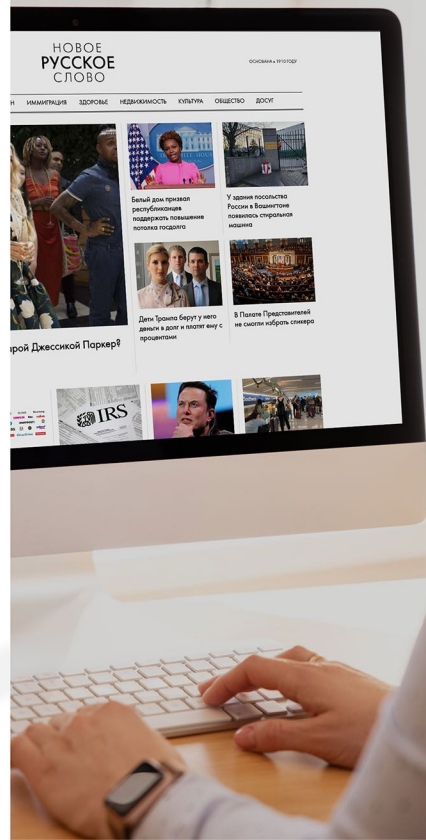 НОВОЕ
РУССКОЕ
СЛОВО
ОСНОВАНА в 1910 ГОДУ
ИММИГРАЦИЯ ЗДОРОВЬЕ НЕДВИЖИМОСТЬ КУЛЬТУРА ОБЩЕСТВО ДОСУГ
Белый дом призвал
республиканцев
поддержать повышение
потолка госдолга
У здания посольства
России в Вашингтоне
появилась стиральная
машина
Дети Трампа берут у него
деньги в долг и платят ему с
процентами
В Палате Представителей
не смогли избрать спикера
рой Джессикой Паркер?
IRS